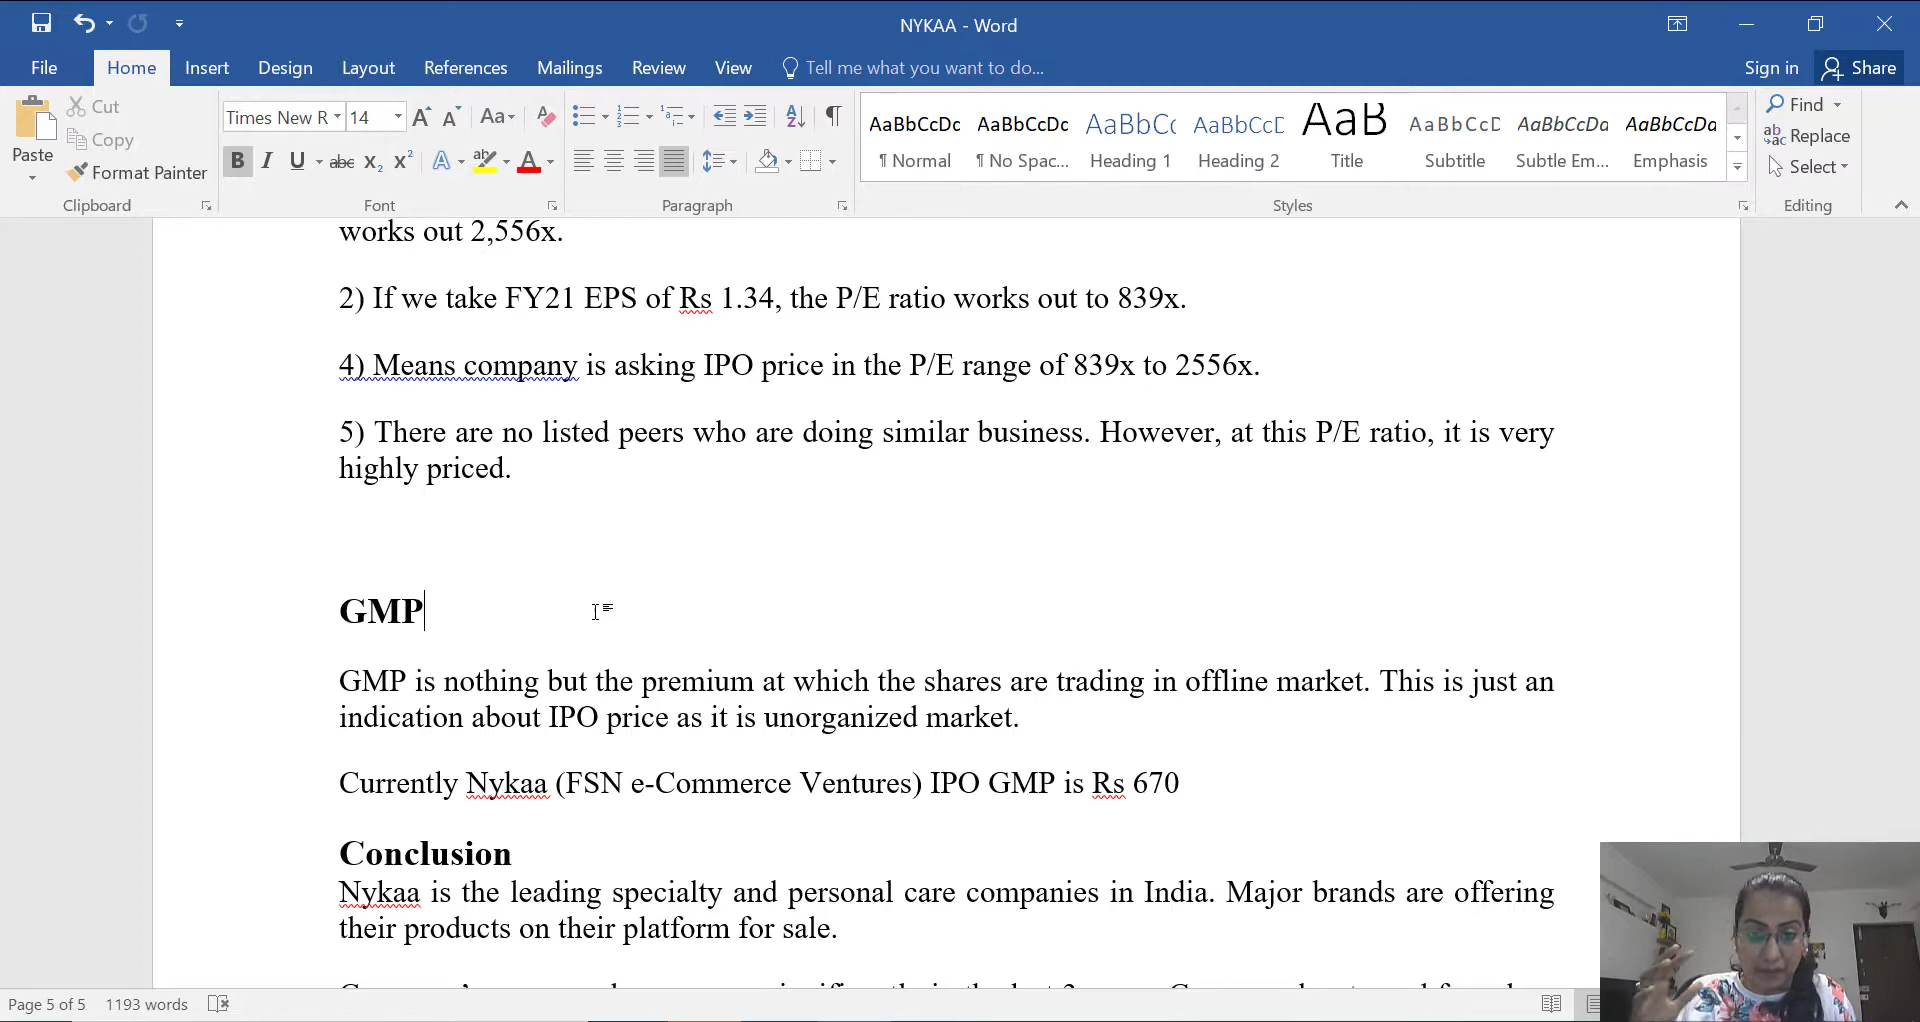 NYKAA - Word
File Home Insert Design Layout References Mailings Review View Tell me what you want to do... Sign in Share
Paste
Cut
Copy
Format Painter
Clipboard
Times New R 14
Font
Paragraph
AaBbCcDc AaBbCcDc AaBbCc AaBbCcD AaB AaBbCcD AaBbCcDa AaBbCcDa
¶ Normal ¶ No Spac... Heading 1 Heading 2 Title Subtitle Subtle Em... Emphasis
Styles
Find
Replace
Select
Editing
works out 2,556x.
2) If we take FY21 EPS of Rs 1.34, the P/E ratio works out to 839x.
4) Means company is asking IPO price in the P/E range of 839x to 2556x.
5) There are no listed peers who are doing similar business. However, at this P/E ratio, it is very
highly priced.
GMP
GMP is nothing but the premium at which the shares are trading in offline market. This is just an
indication about IPO price as it is unorganized market.
Currently Nykaa (FSN e-Commerce Ventures) IPO GMP is Rs 670
Conclusion
Nykaa is the leading specialty and personal care companies in India. Major brands are offering
their products on their platform for sale.
Page 5 of 5 1193 words